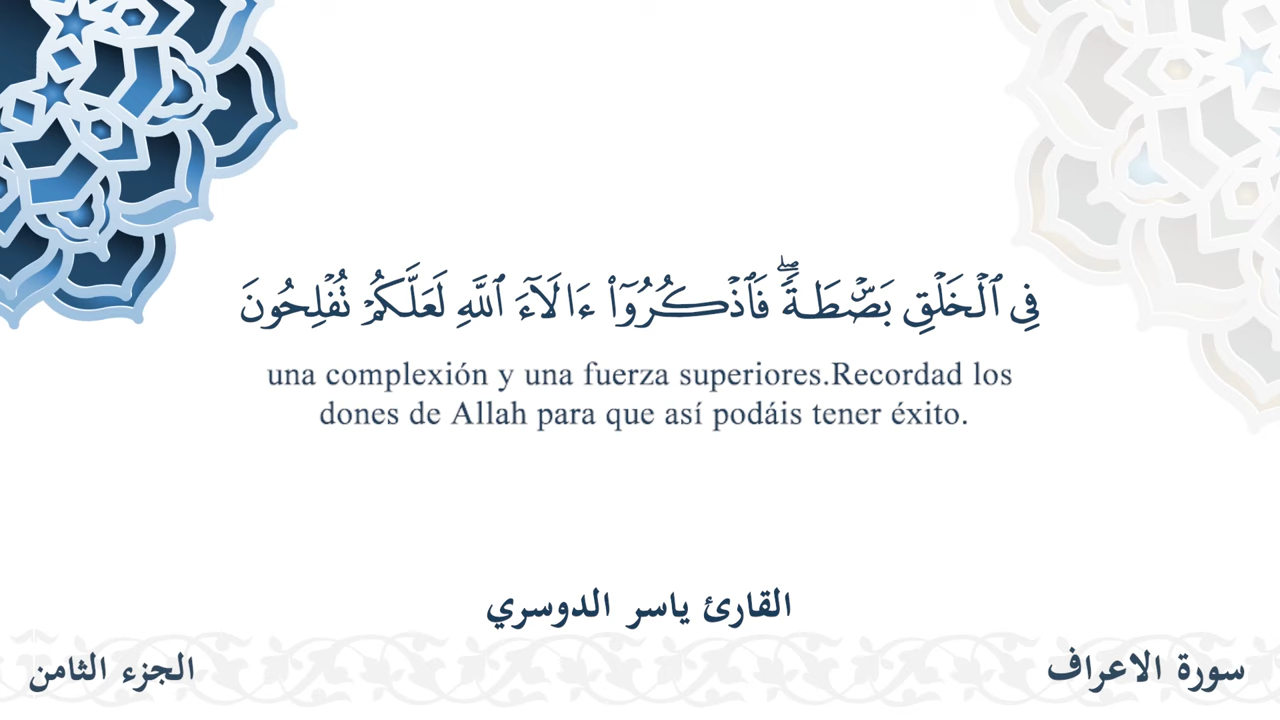 فِي ٱلۡخَلۡقِ بَصۜۡطَةٗۖ فَٱذۡكُرُوٓاْ ءَالَآءَ ٱللَّهِ لَعَلَّكُمۡ تُفۡلِحُونَ
una complexión y una fuerza superiores.Recordad los
dones de Allah para que así podáis tener éxito.
القارئ ياسر الدوسري
سورة الاعراف
الجزء الثامن